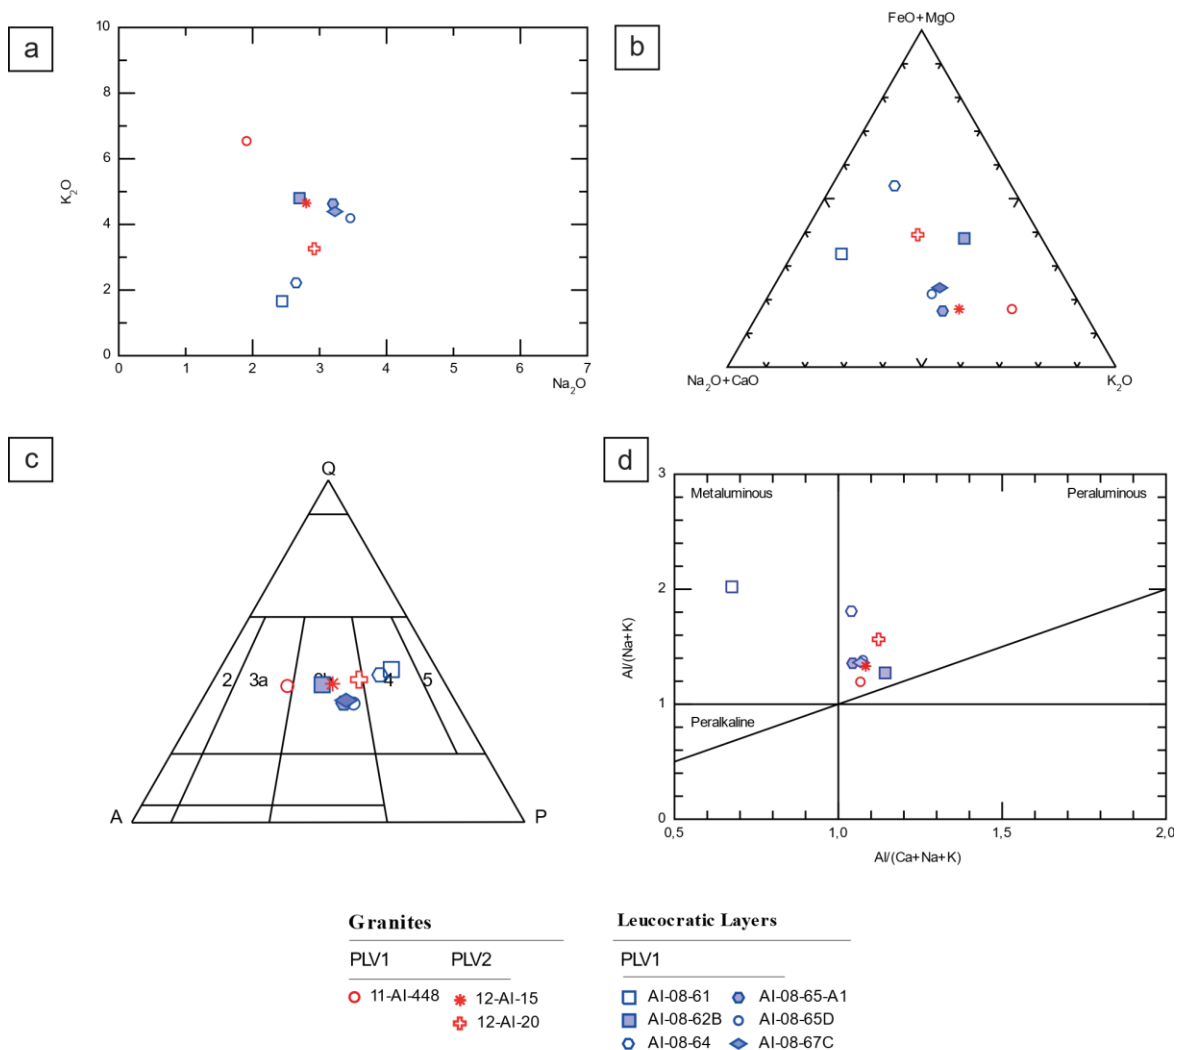 a
10
8
6
4
2
0
K₂O
0 1 2 3 4 5 6 7
Na₂O
b
FeO+MgO
Na₂O+CaO
K₂O
c
Q
2 3a 4 5
A
P
d
3
2
1
0
Al/(Na+K)
Metaluminous
Peraluminous
Peralkaline
0,5 1,0 1,5 2,0
Al/(Ca+Na+K)
Granites
PLV1 PLV2
11-AI-448
12-AI-15
12-AI-20
Leucocratic Layers
PLV1
AI-08-61 AI-08-65-A1
AI-08-62B AI-08-65D
AI-08-64 AI-08-67C